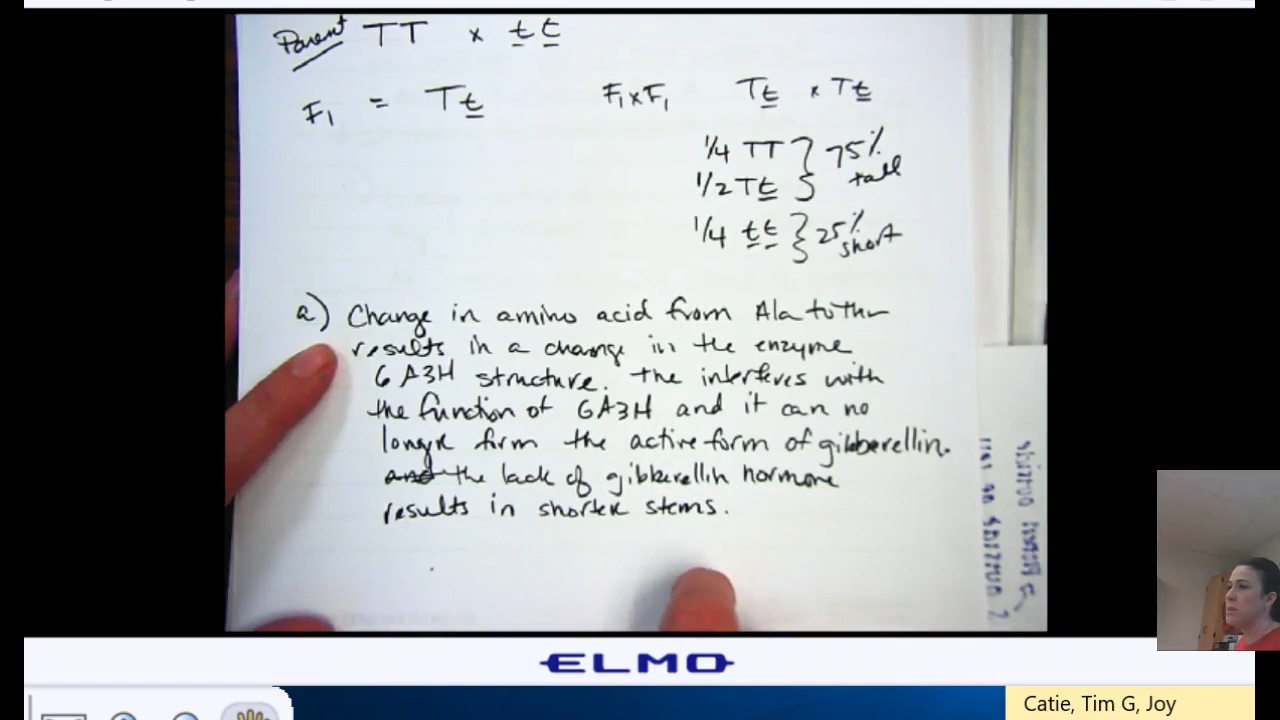 Parent TT x tt
F1 = Tt F1xF1 Tt x Tt
1/4 TT } 75%
1/2 Tt tall
1/4 tt } 25%
short
a) Change in amino acid from Ala to thr
results in a change in the enzyme
GA3H structure. The interferes with
the function of GA3H and it can no
longer form the active form of gibberellin.
and the lack of gibberellin hormone
results in shorter stems.
ELMO
Catie, Tim G, Joy